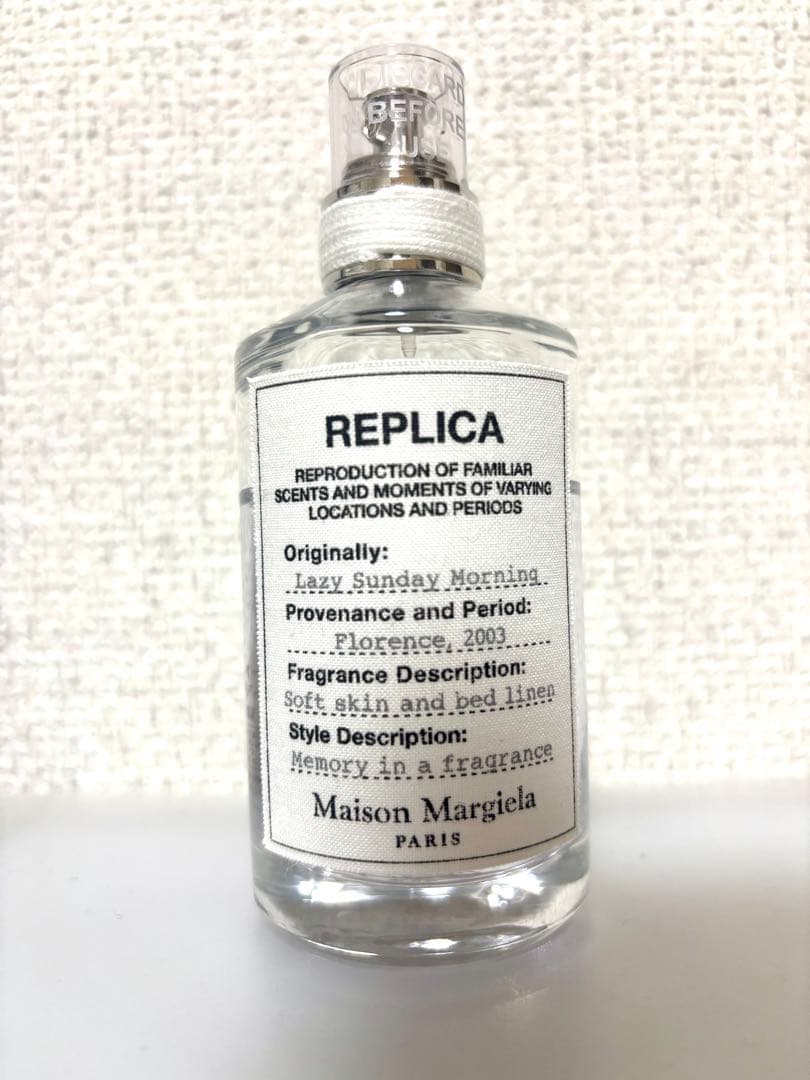 BEFORE
USE
REPLICA
REPRODUCTION OF FAMILIAR
SCENTS AND MOMENTS OF VARYING
LOCATIONS AND PERIODS
Originally:
Lazy Sunday Morning
Provenance and Period:
Florence, 2003
Fragrance Description:
Soft skin and bed linen
Style Description:
Memory in a fragrance
Maison Margiela
PARIS